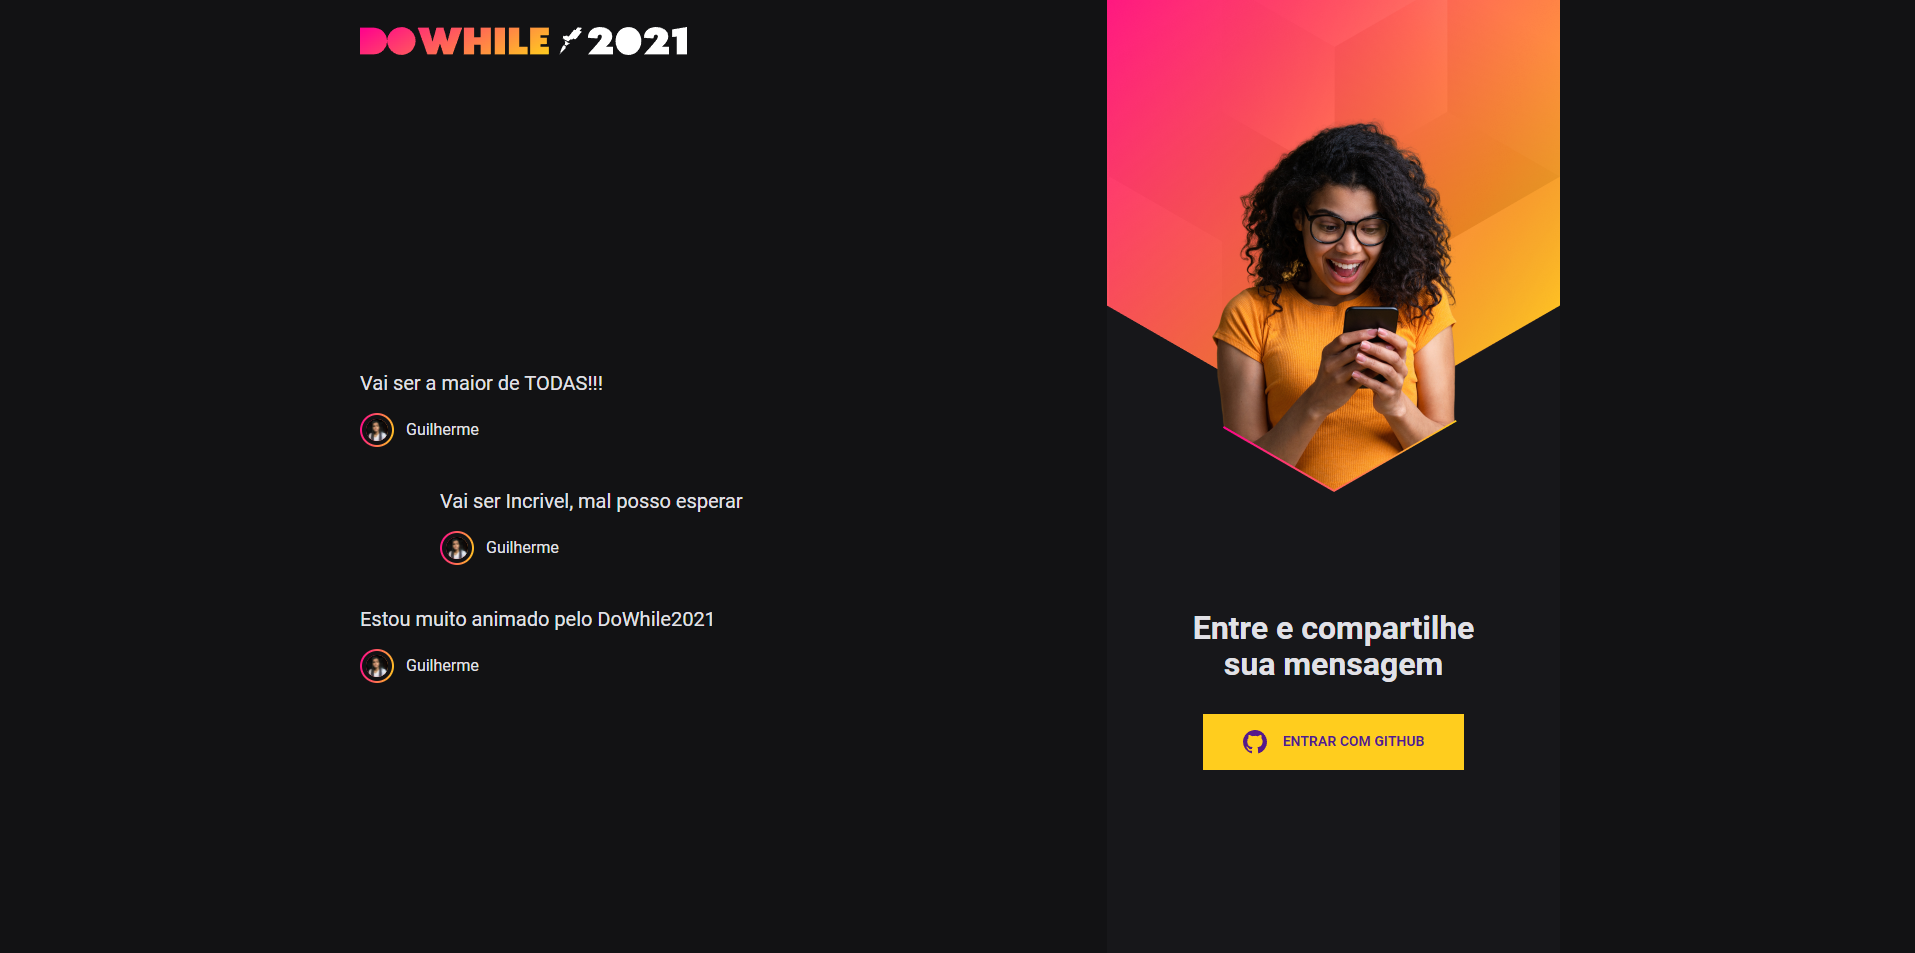 DOWHILE 2021
Vai ser a maior de TODAS!!!
Guilherme
Vai ser Incrivel, mal posso esperar
Guilherme
Estou muito animado pelo DoWhile2021
Guilherme
Entre e compartilhe
sua mensagem
ENTRAR COM GITHUB